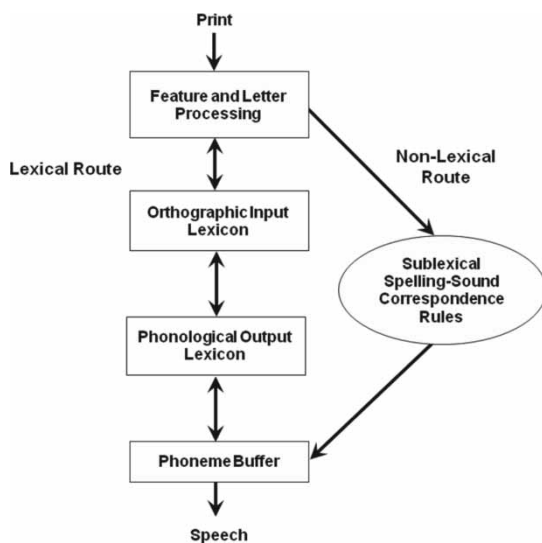 Print
Feature and Letter
Processing
Lexical Route
Non-Lexical
Route
Orthographic Input
Lexicon
Sublexical
Spelling-Sound
Correspondence
Rules
Phonological Output
Lexicon
Phoneme Buffer
Speech